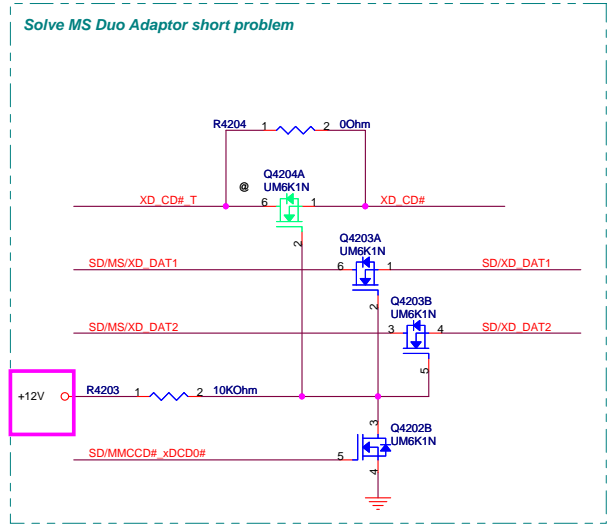 Solve MS Duo Adaptor short problem
R4204 1 2 0Ohm
Q4204A
@ UM6K1N
XD_CD#_T 6 1 XD_CD#
2
Q4203A
UM6K1N
SD/MS/XD_DAT1 6 1 SD/XD_DAT1
2
Q4203B
UM6K1N
SD/MS/XD_DAT2 3 4 SD/XD_DAT2
5
+12V R4203 1 2 10KOhm
3
Q4202B
UM6K1N
SD/MMCCD#_xDCD0# 5
4